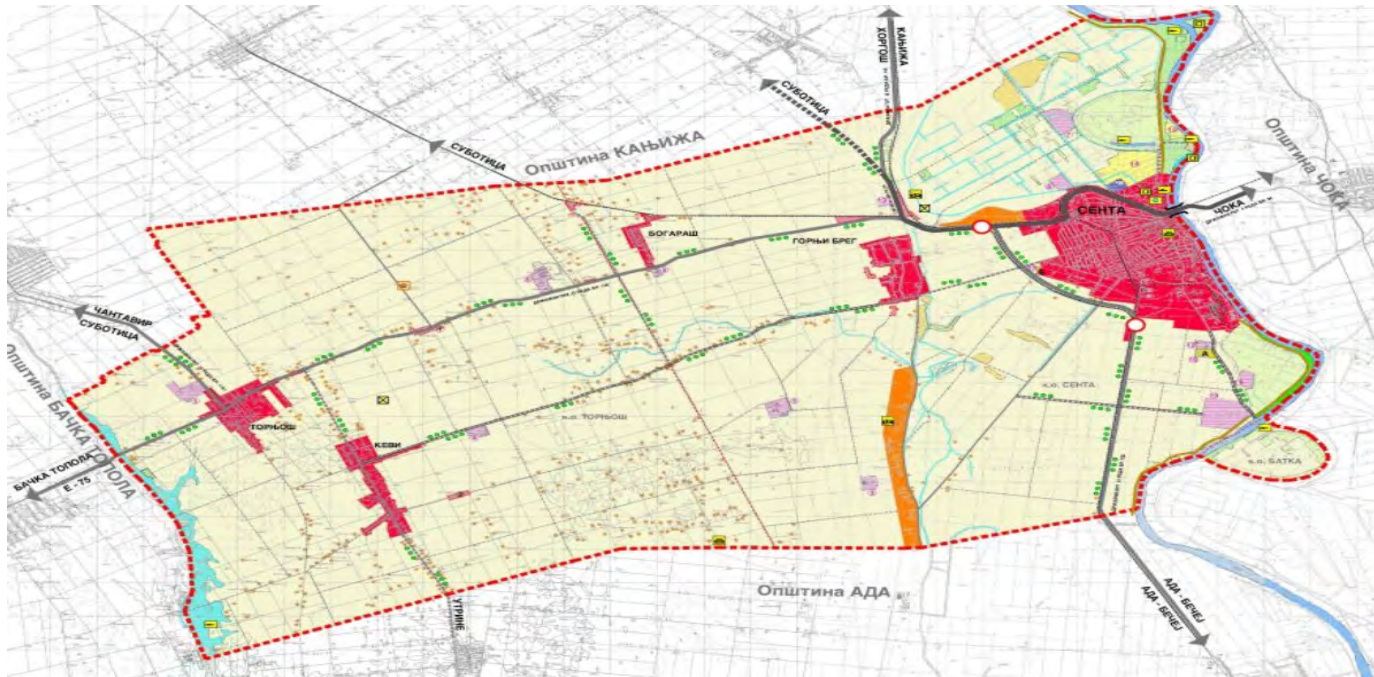 КАЊИЖА
ХОРГОШ
СУБОТИЦА
СУБОТИЦА
Општина КАЊИЖА
Општина ЧОКА
СЕНТА
ЧОКА
БОГАРАШ
ГОРЊИ БРЕГ
ЧАНТАВИР
СУБОТИЦА
Општина БАЧКА ТОПОЛА
А
к.о. СЕНТА
к.о. ТОРЊОШ
ТОРЊОШ
КЕВИ
к.о. БАТКА
БАЧКА ТОПОЛА
Е - 75
УТРИНЕ
Општина АДА
АДА - БЕЧЕЈ
АДА - БЕЧЕЈ